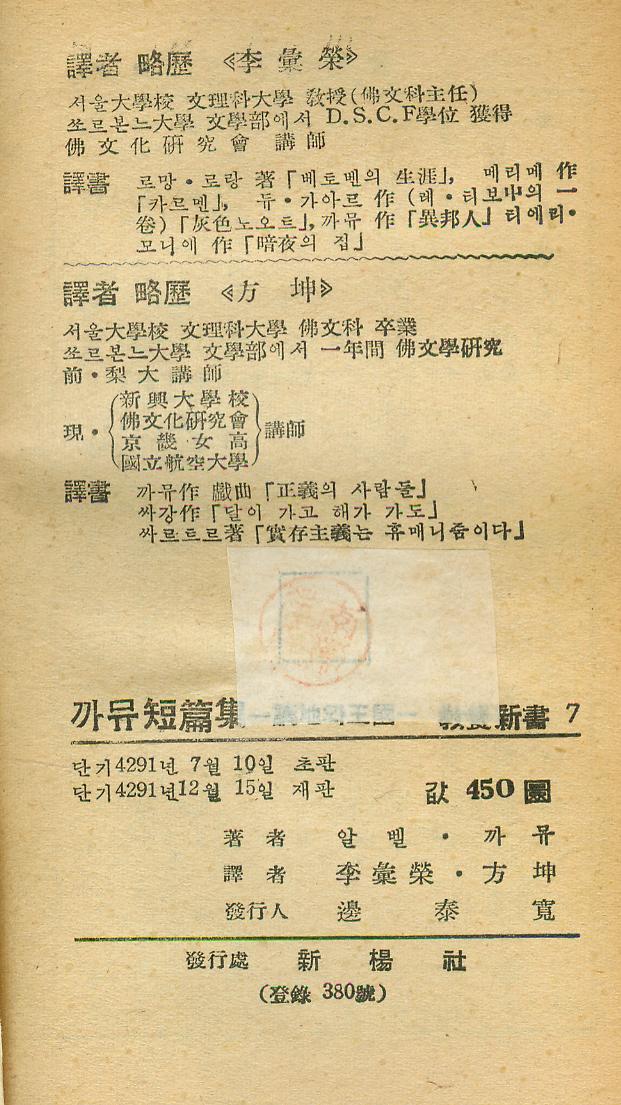 譯者 略歷 《李 彙 榮》
서울大學校 文理科大學 敎授(佛文科主任)
쏘르본느大學 文學部에서 D.S.C.F學位 獲得
佛文化硏究會 講師
譯書 로망・로랑 著「베토벤의 生涯」, 메리메 作
「카르멘」, 듀・가아르 作 (레・티보中의 一
卷)「灰色노오트」,까뮤 作「異邦人」티에리・
모니에 作「暗夜의 집」
譯者 略歷 《方 坤》
서울大學校 文理科大學 佛文科 卒業
쏘르본느大學 文學部에서 一年間 佛文學硏究
前・梨大講師
現・{新興大學校
佛文化硏究會
京畿女高
國立航空大學}講師
譯書 까뮤作 戱曲「正義의 사람들」
싸강作「달이 가고 해가 가도」
싸르트르著「實存主義는 휴매니즘이다」
까뮤短篇集 新書 7
단기4291년 7월 10일 초판
단기4291년12월 15일 재판 값 450 圜
著者 알벨・까뮤
譯者 李彙榮・方坤
發行人 邊泰寬
發行處 新楊社
(登錄 380號)